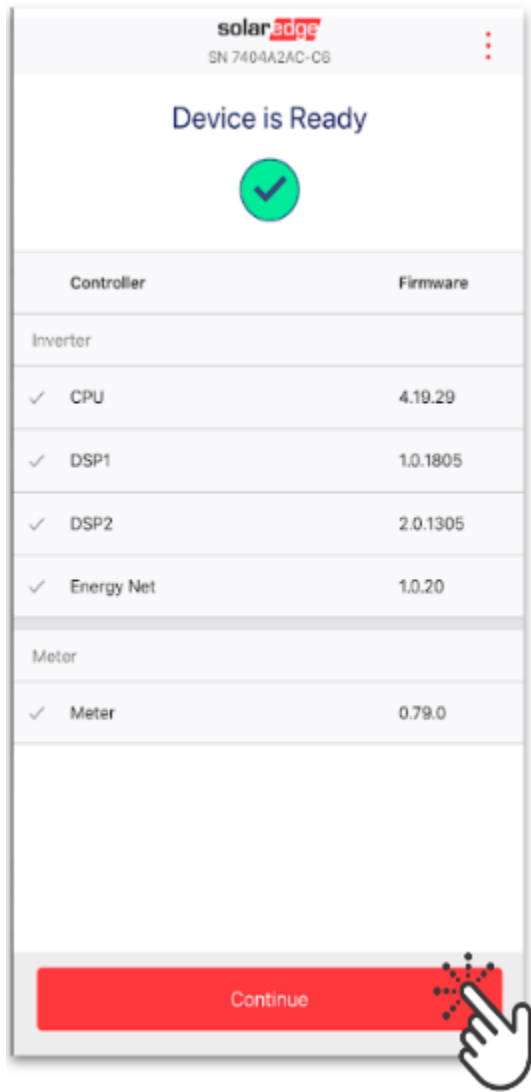 solaredge
SN 7404A2AC-C6
Device is Ready
Controller Firmware
Inverter
CPU 4.19.29
DSP1 1.0.1805
DSP2 2.0.1305
Energy Net 1.0.20
Meter
Meter 0.79.0
Continue